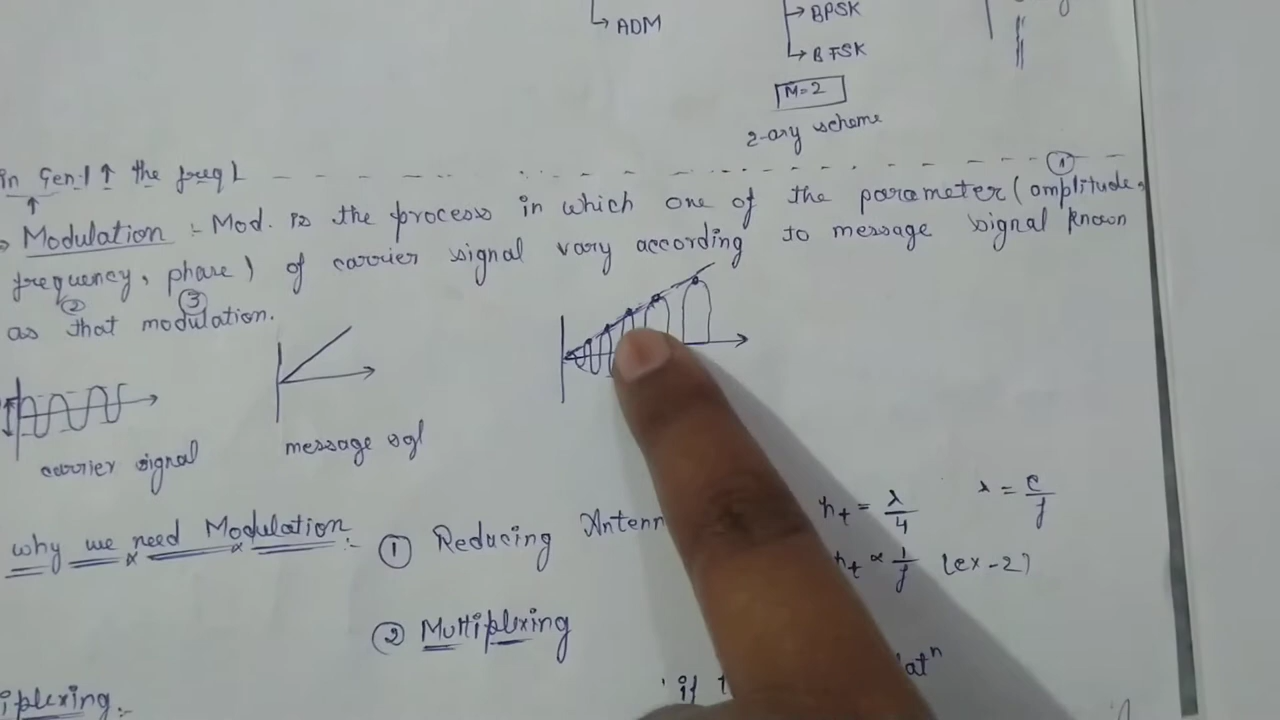 ADM
BPSK
BFSK
M=2
2-ary scheme
in Gen.l ↑ the freq
①
Modulation :- Mod. is the process in which one of the parameter (amplitude,
frequency, phase) of carrier signal vary according to message signal known
② ③
as that modulation.
carrier signal
message sgl
why we need Modulation :- ① Reducing Antenn
ht = λ/4 λ = c/f
ht ∝ 1/f (ex-2)
② Multiplexing
if
iplexing :-